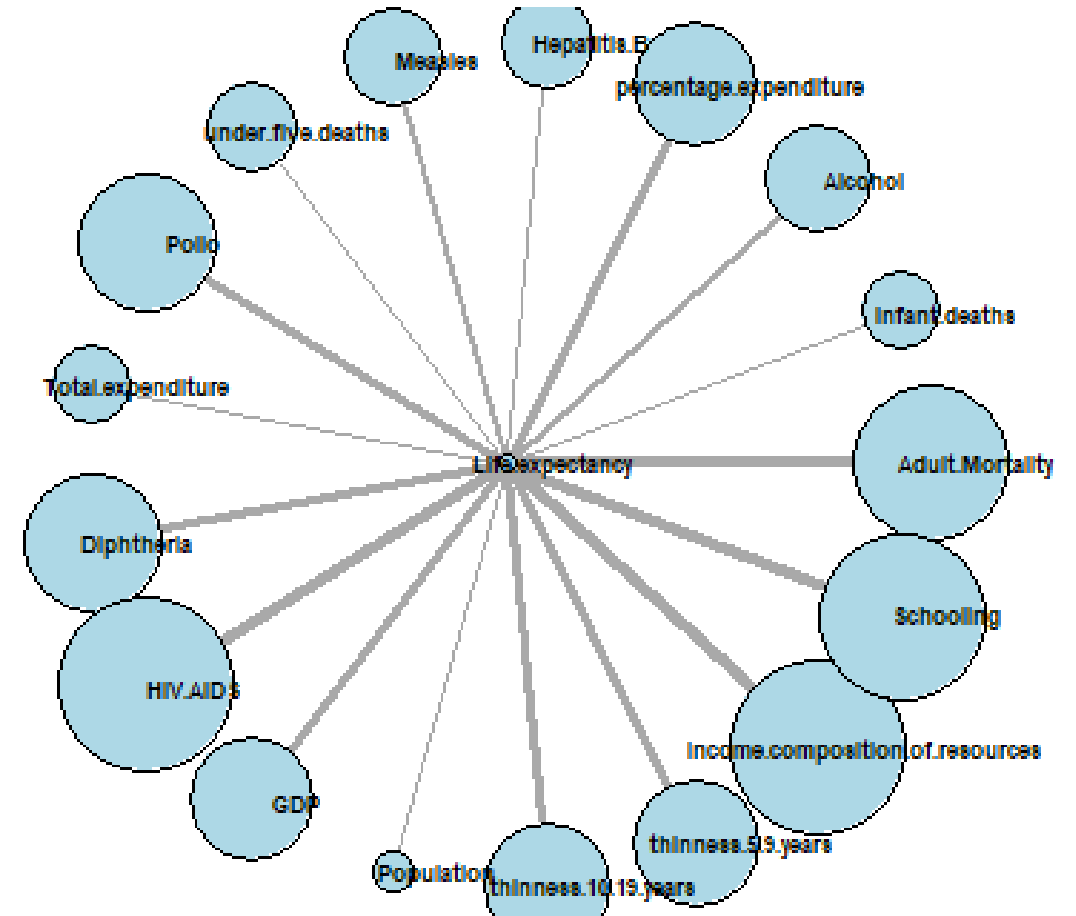 Hepatitis.B
Measles
percentage.expenditure
under.five.deaths
Alcohol
Polio
infant.deaths
Total.expenditure
Life.expectancy
Adult.Mortality
Diphtheria
Schooling
HIV.AIDS
Income.composition.of.resources
GDP
thinness.5.9.years
Population
thinness.10.19.years